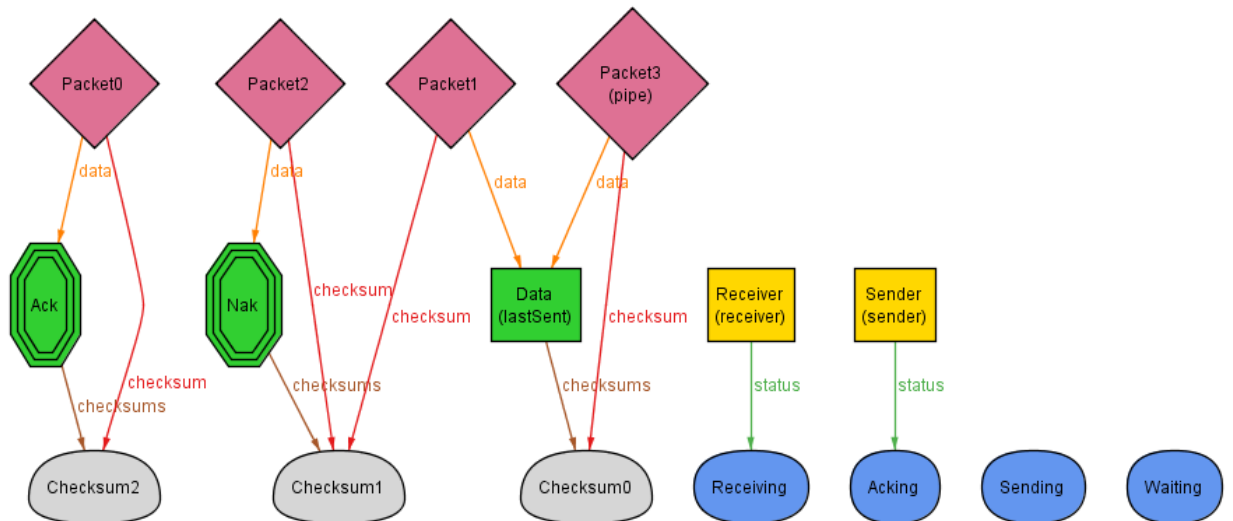 Packet0
Packet2
Packet1
Packet3
(pipe)
data
data
data
data
Ack
Nak
Data
(lastSent)
Receiver
(receiver)
Sender
(sender)
checksum
checksum
checksum
checksum
checksums
checksums
checksums
status
status
Checksum2
Checksum1
Checksum0
Receiving
Acking
Sending
Waiting